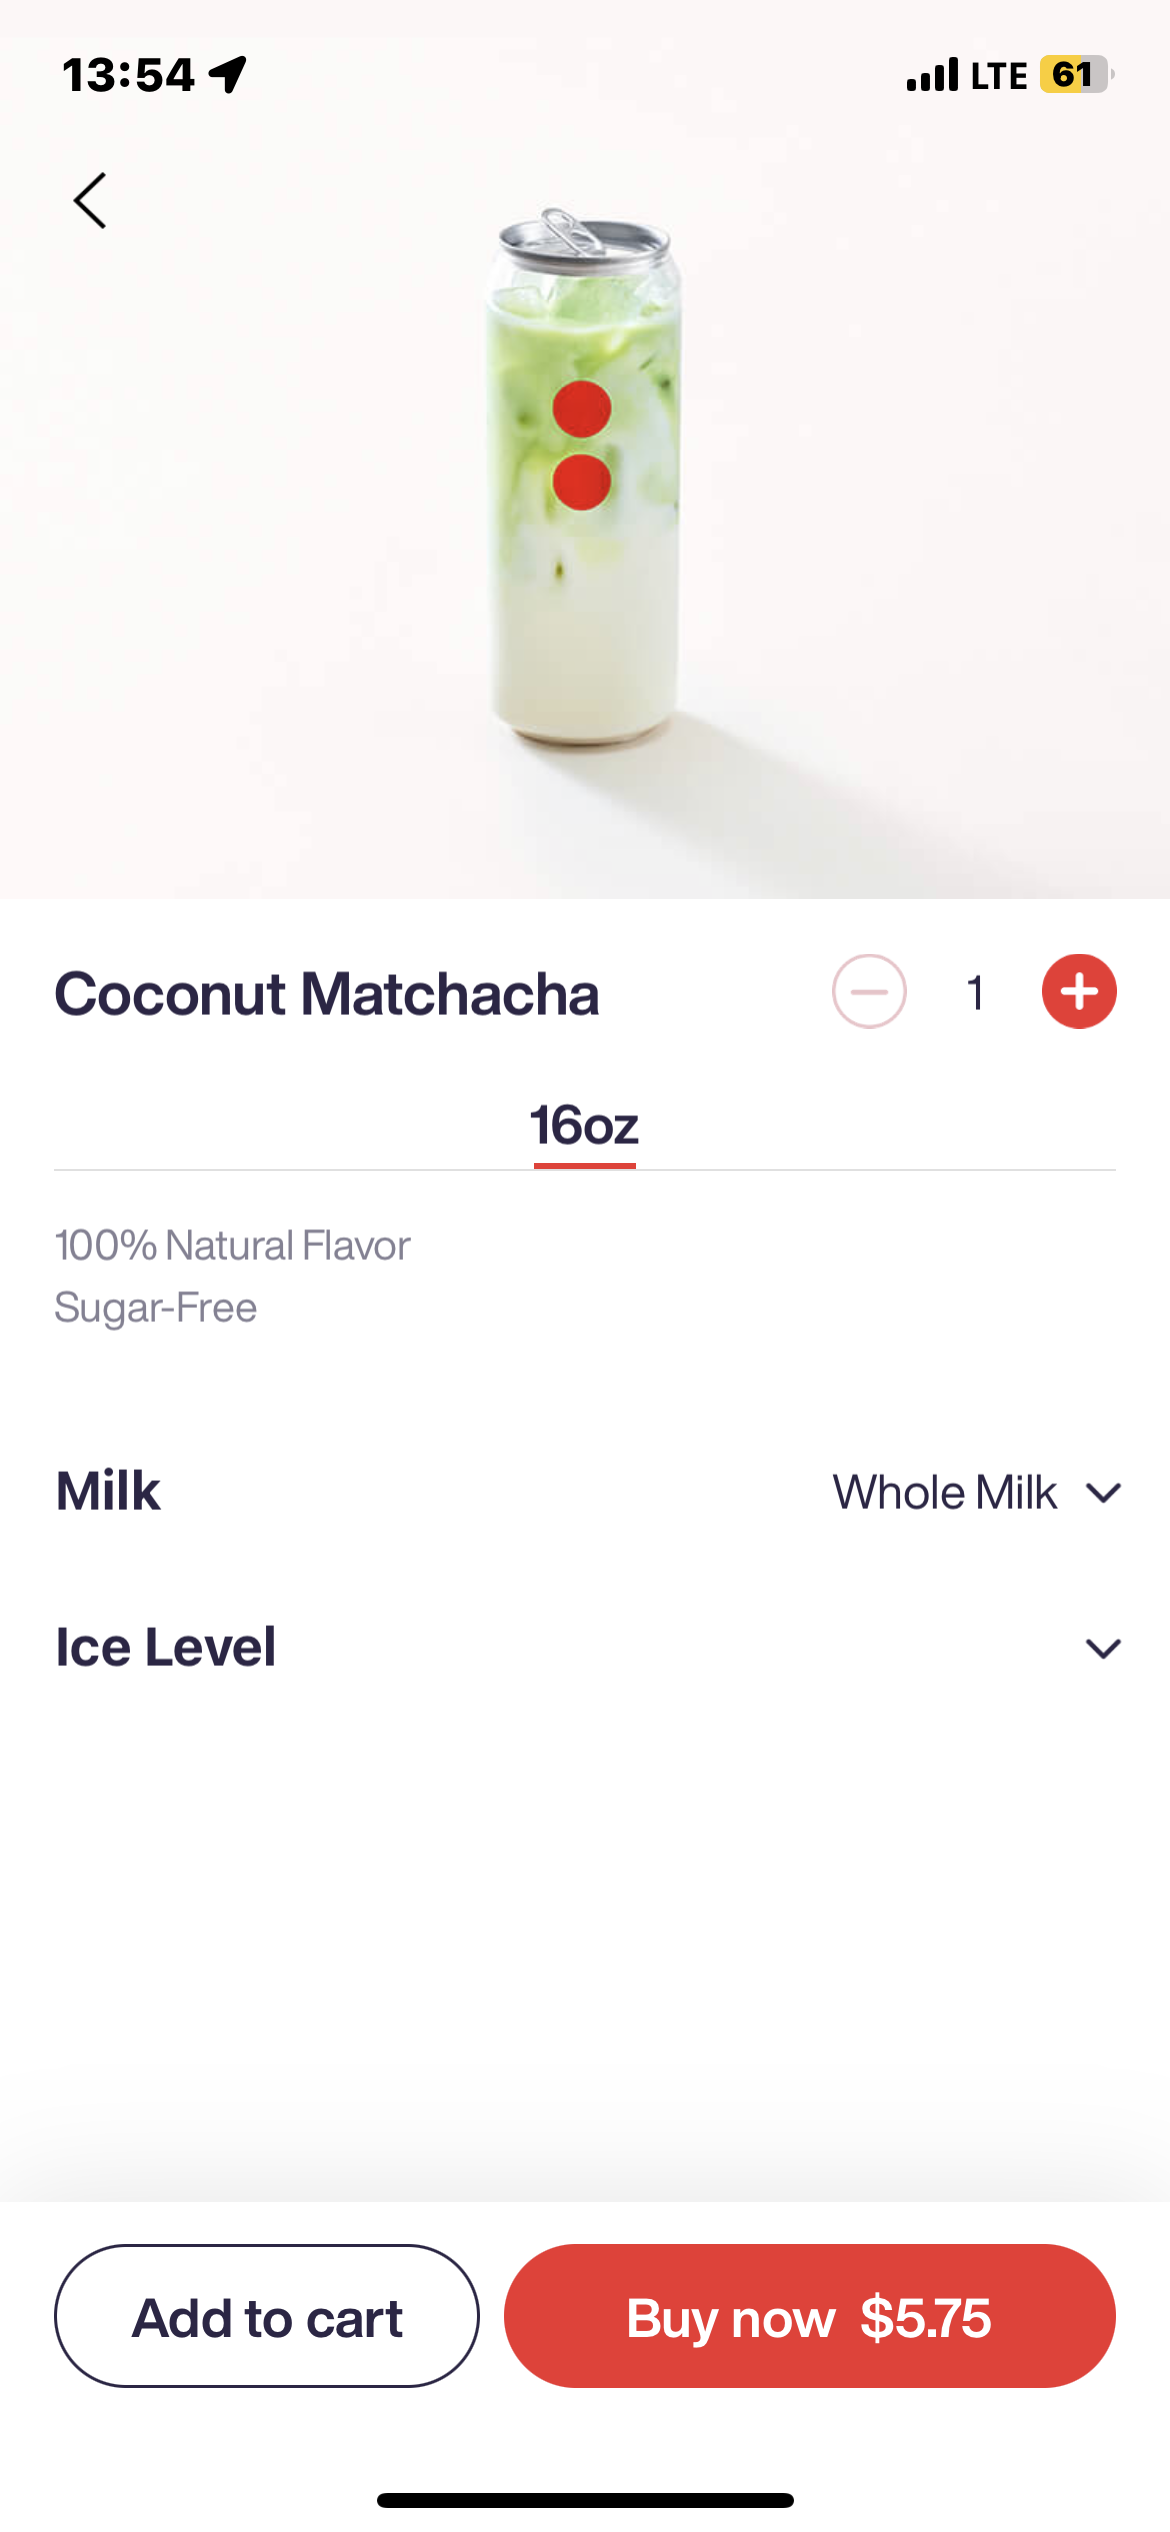 13:54 LTE 61
Coconut Matchacha 1
16oz
100% Natural Flavor
Sugar-Free
Milk Whole Milk
Ice Level
Add to cart Buy now $5.75